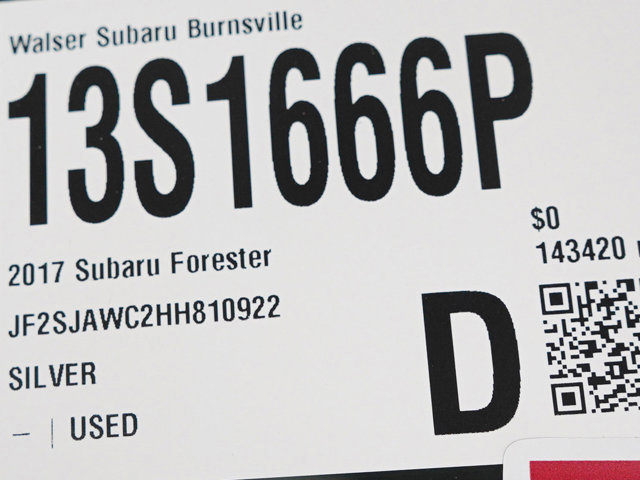 Walser Subaru Burnsville
13S1666P
$0
143420
2017 Subaru Forester
JF2SJAWC2HH810922
SILVER
– | USED
D